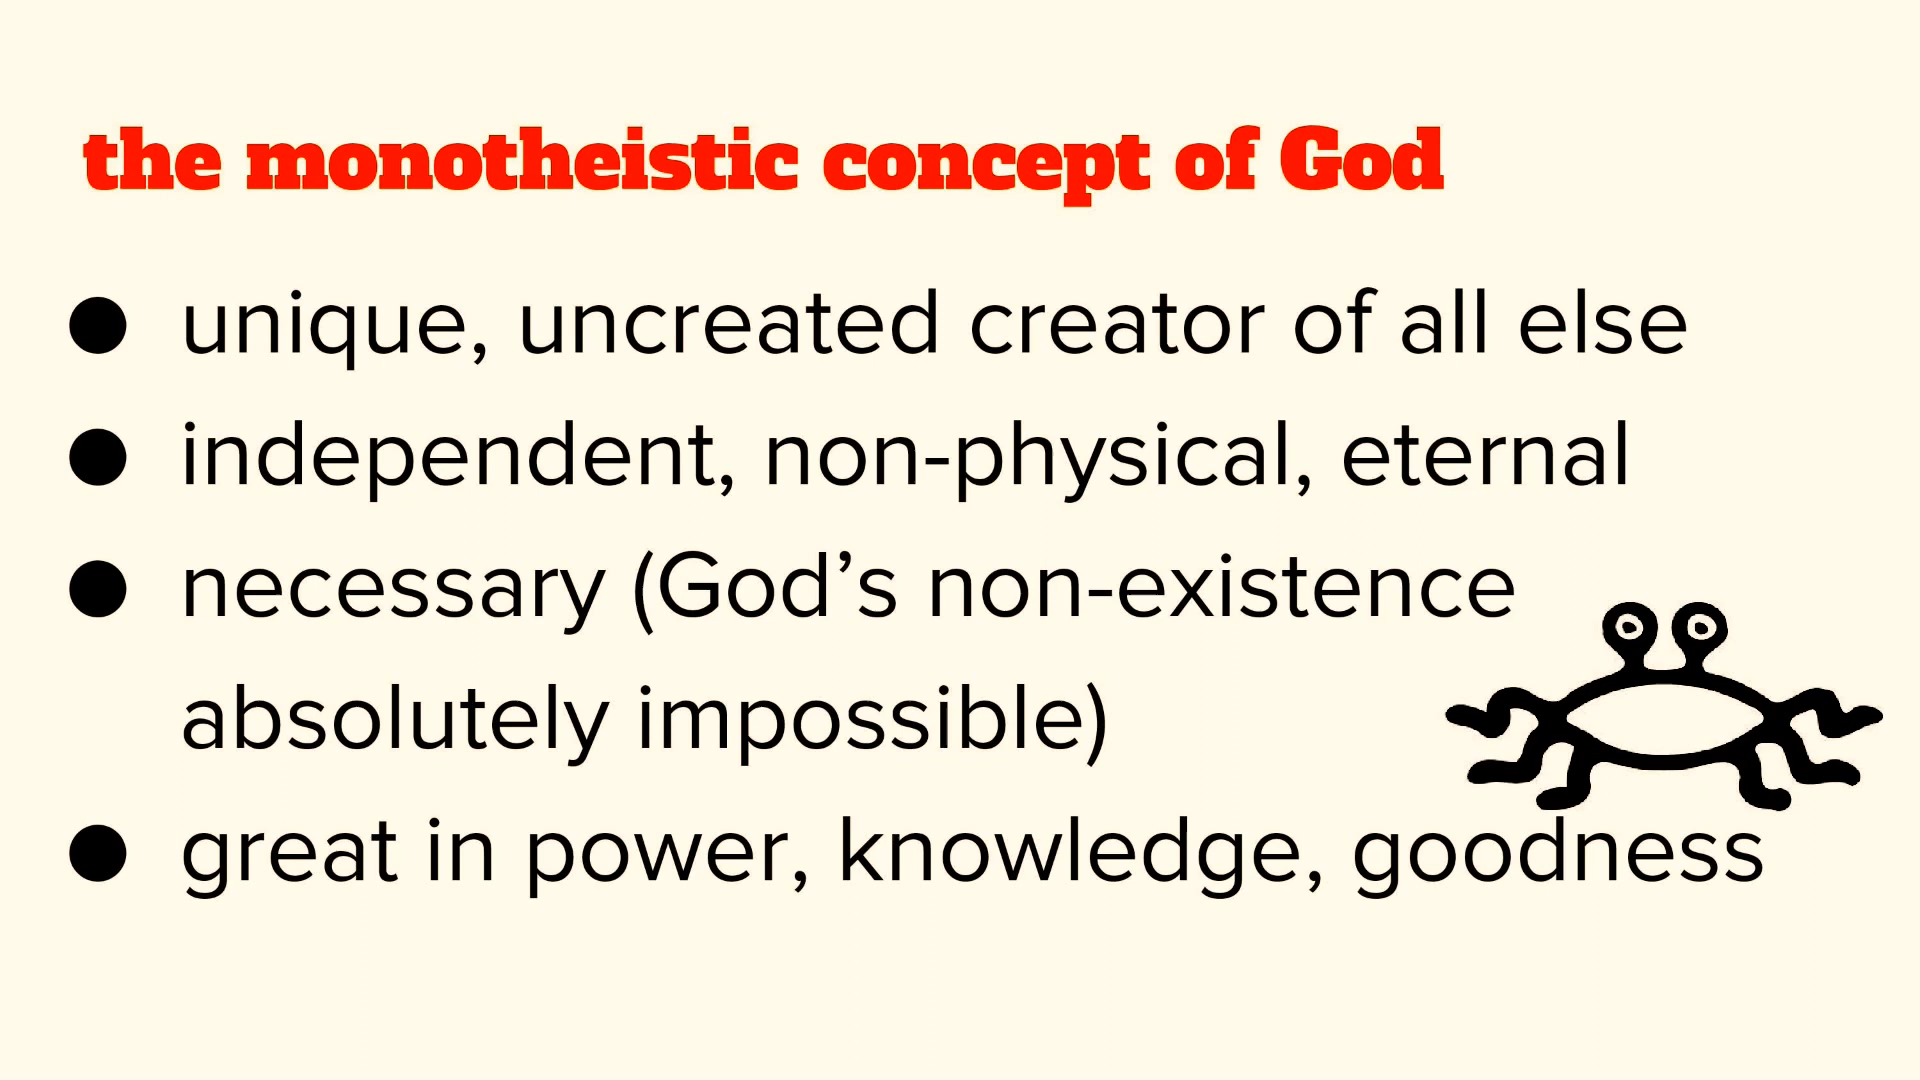 the monotheistic concept of God
● unique, uncreated creator of all else
● independent, non-physical, eternal
● necessary (God’s non-existence
absolutely impossible)
● great in power, knowledge, goodness